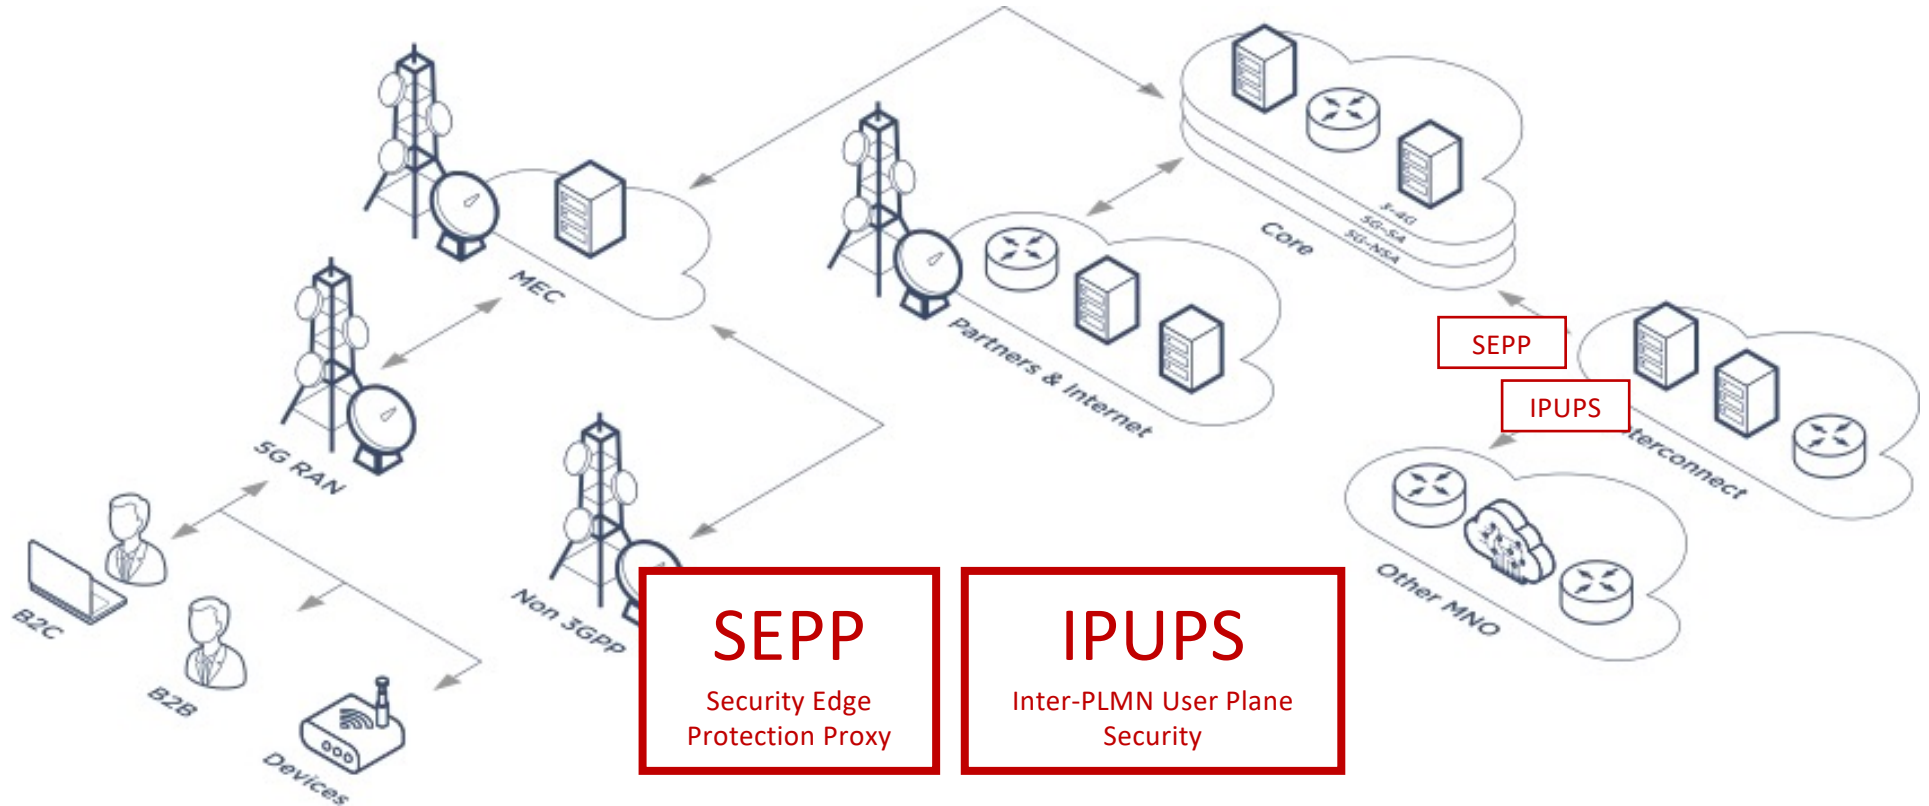 3-4G
5G-SA
5G-NSA
Core
MEC
SEPP
Partners & Internet
IPUPS
terconnect
5G RAN
Other MNO
Non 3GPP
B2C
B2B
Devices
SEPP
Security Edge
Protection Proxy
IPUPS
Inter-PLMN User Plane
Security